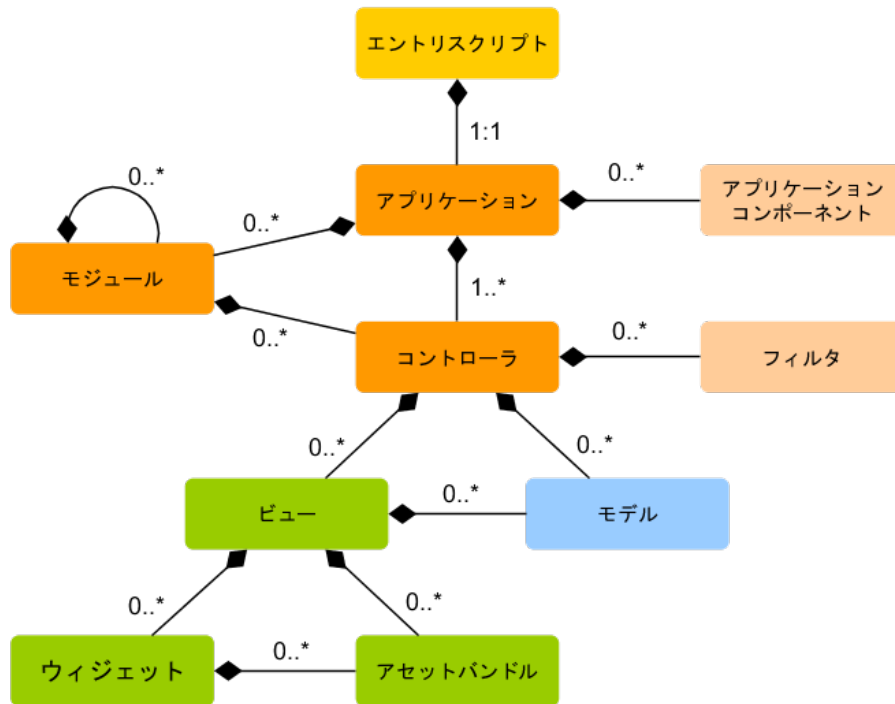 エントリスクリプト
1:1
0..*
0..*
アプリケーション
0..*
アプリケーション
コンポーネント
モジュール
1..*
0..*
コントローラ
0..*
フィルタ
0..*
0..*
ビュー
0..*
モデル
0..*
0..*
ウィジェット
0..*
アセットバンドル